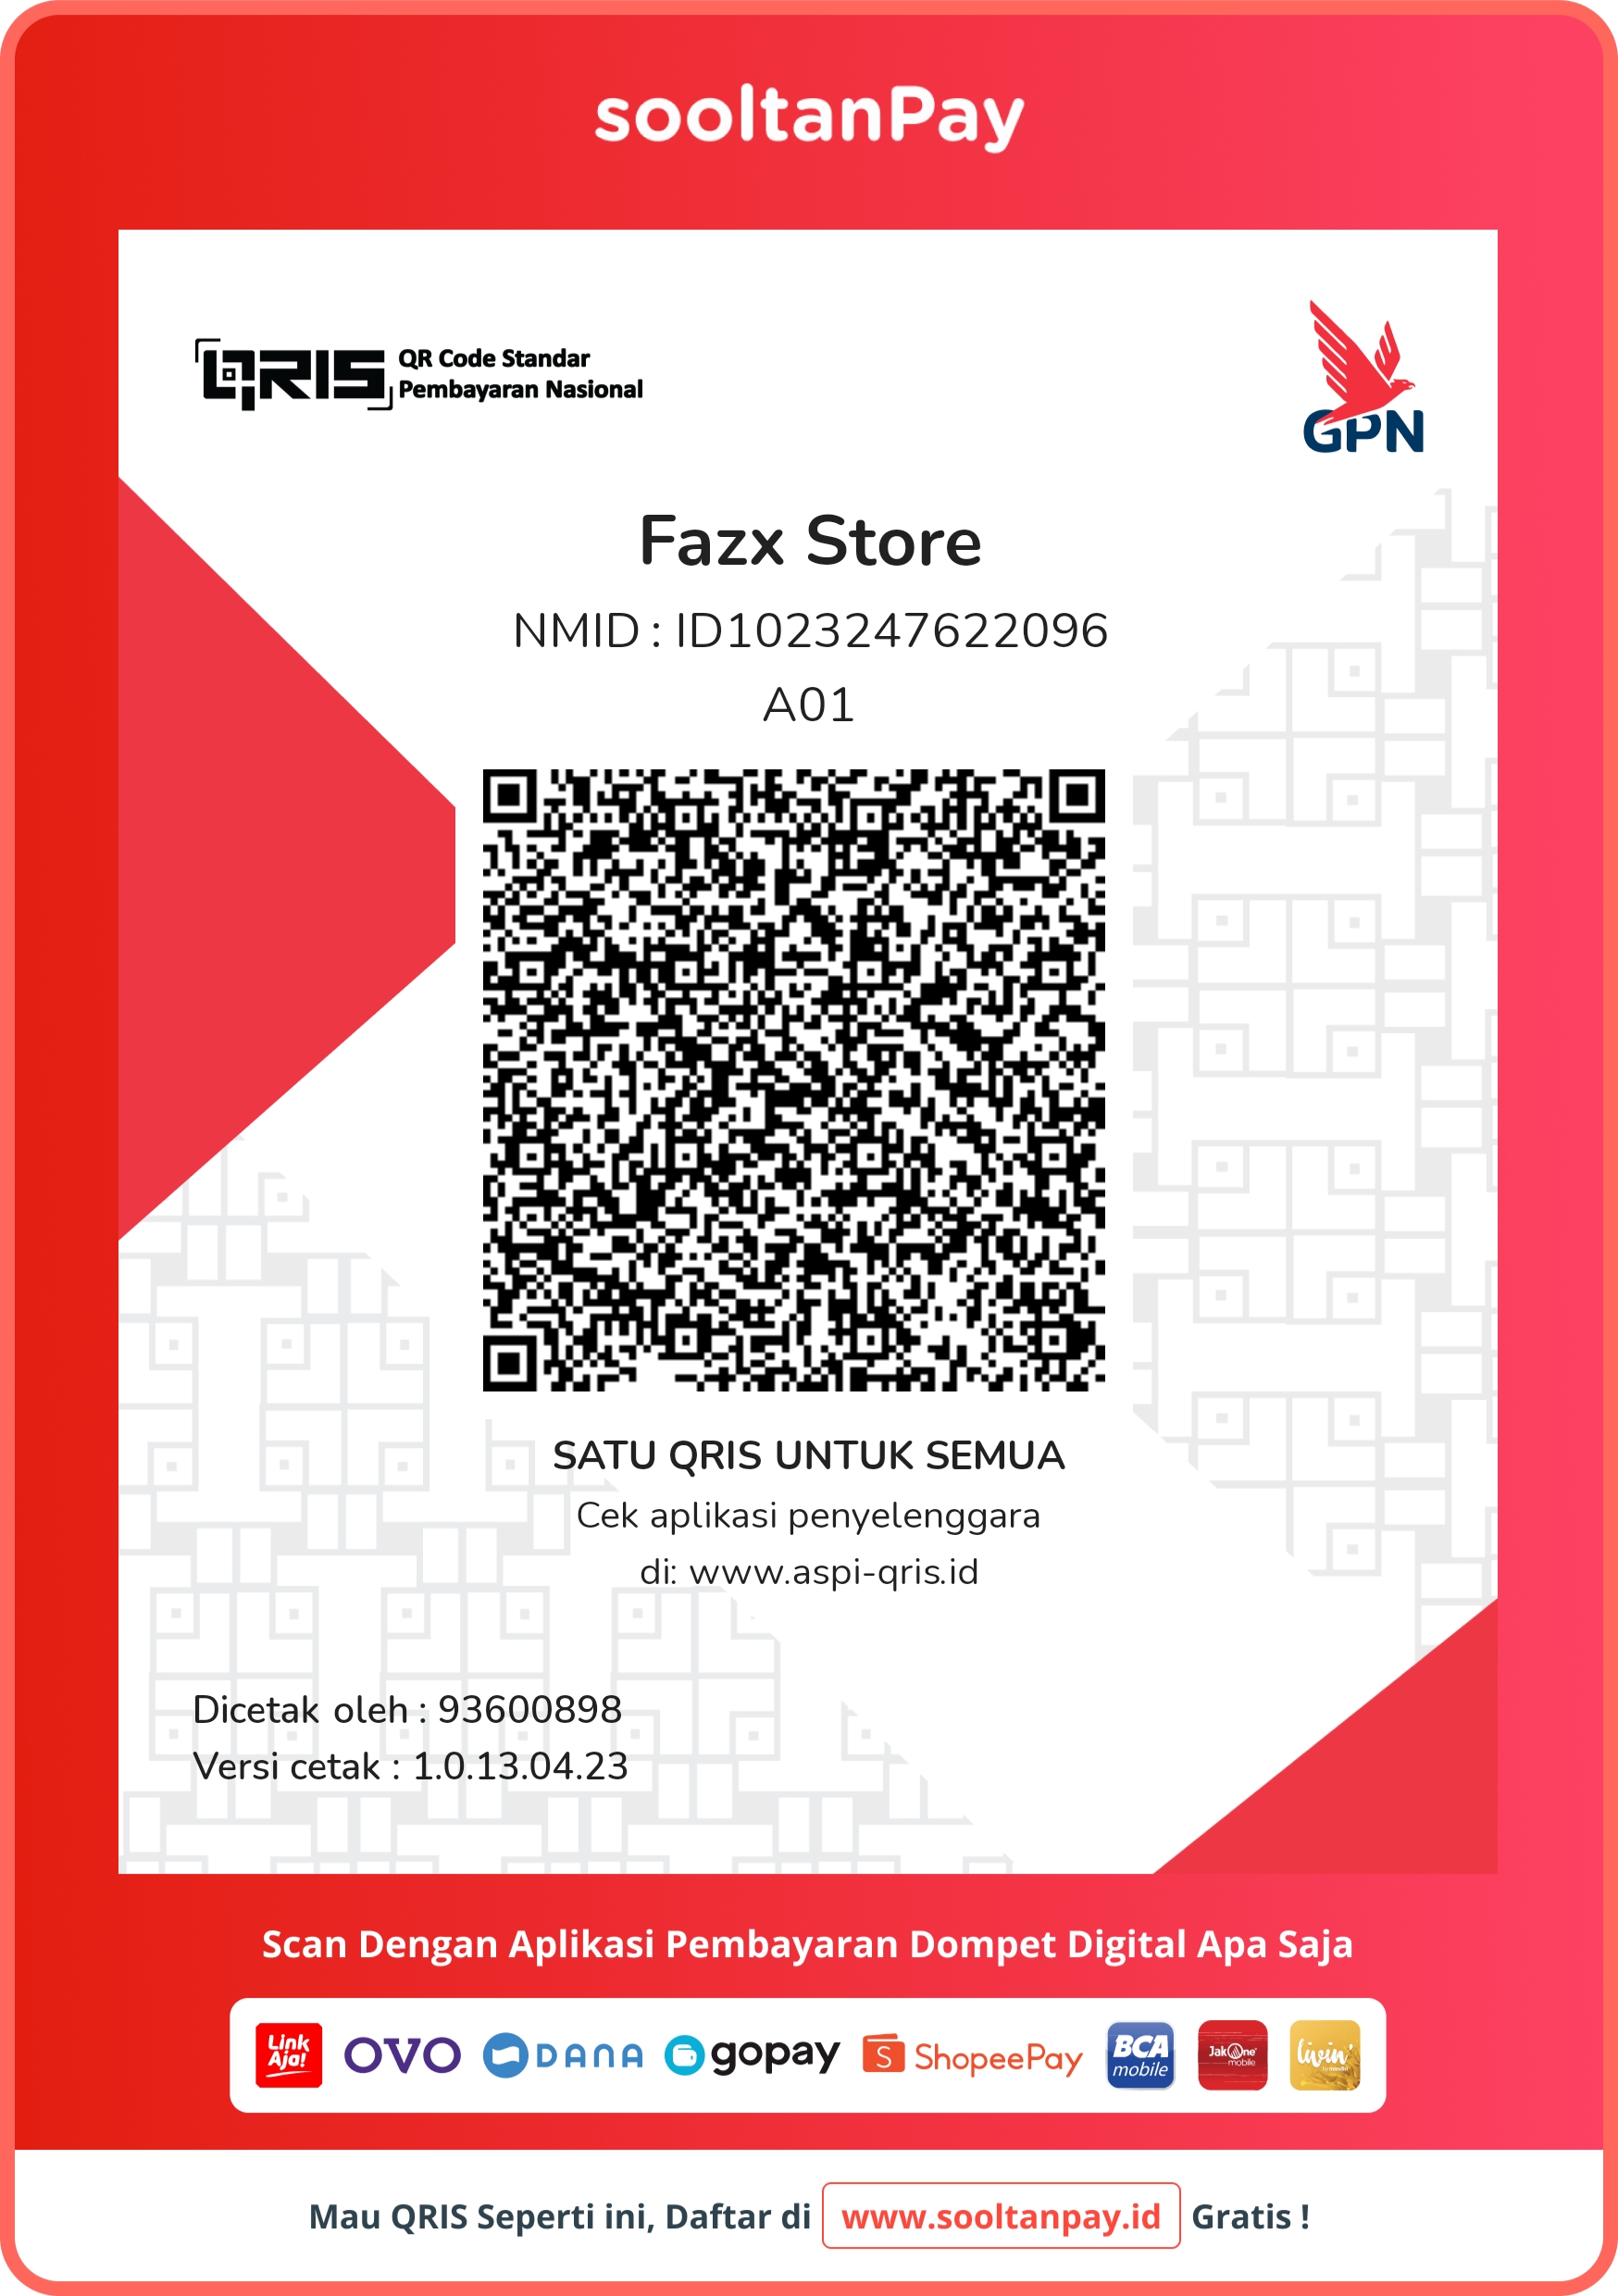 sooltanPay
QRIS
QR Code Standar
Pembayaran Nasional
GPN
Fazx Store
NMID : ID1023247622096
A01
SATU QRIS UNTUK SEMUA
Cek aplikasi penyelenggara
di: www.aspi-qris.id
Dicetak oleh : 93600898
Versi cetak : 1.0.13.04.23
Scan Dengan Aplikasi Pembayaran Dompet Digital Apa Saja
Link Aja! OVO DANA gopay S ShopeePay BCA mobile JakOne mobile livin' by mandiri
Mau QRIS Seperti ini, Daftar di www.sooltanpay.id Gratis !